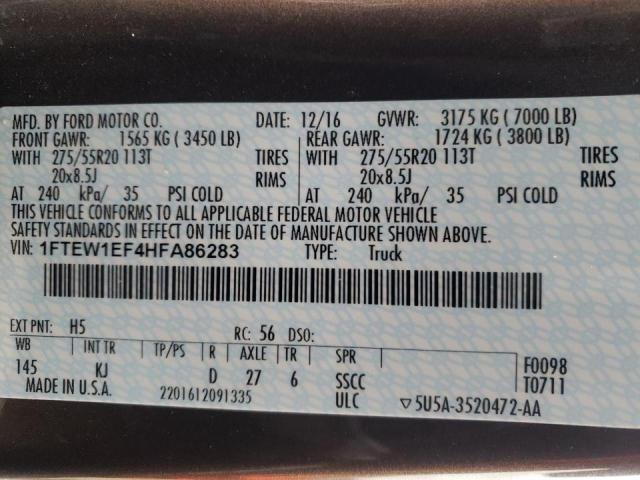 MFD. BY FORD MOTOR CO. DATE: 12/16 GVWR: 3175 KG ( 7000 LB)
FRONT GAWR: 1565 KG ( 3450 LB) REAR GAWR: 1724 KG ( 3800 LB)
WITH 275/55R20 113T TIRES WITH 275/55R20 113T TIRES
20x8.5J RIMS 20x8.5J RIMS
AT 240 kPa/ 35 PSI COLD AT 240 kPa/ 35 PSI COLD
THIS VEHICLE CONFORMS TO ALL APPLICABLE FEDERAL MOTOR VEHICLE
SAFETY STANDARDS IN EFFECT ON THE DATE OF MANUFACTURE SHOWN ABOVE.
VIN: 1FTEW1EF4HFA86283 TYPE: Truck
EXT PNT: H5 RC: 56 DSO:
WB INT TR TP/PS R AXLE TR SPR F0098
145 KJ D 27 6 SSCC T0711
MADE IN U.S.A. 2201612091335 ULC ▽5U5A-3520472-AA